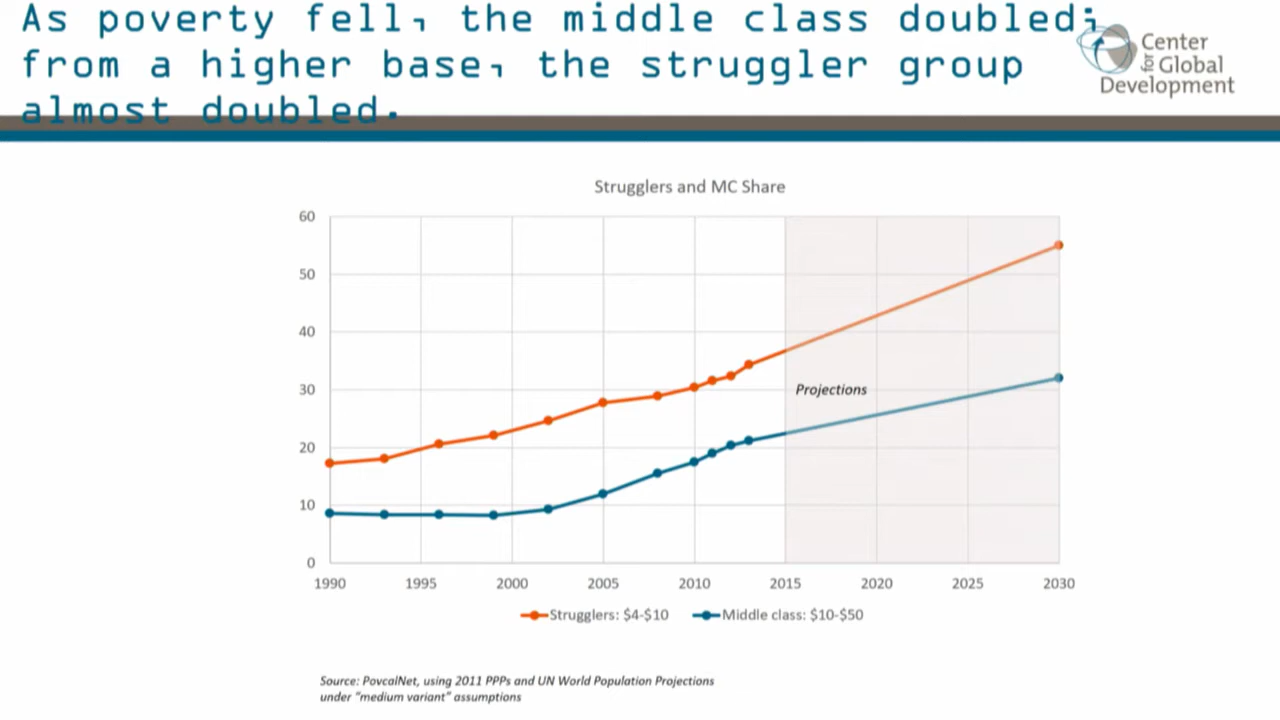 As poverty fell, the middle class doubled;
from a higher base, the struggler group
almost doubled.
Center
for Global
Development
Strugglers and MC Share
60
50
40
30
20
10
0
Projections
1990 1995 2000 2005 2010 2015 2020 2025 2030
Strugglers: $4-$10 Middle class: $10-$50
Source: PovcalNet, using 2011 PPPs and UN World Population Projections
under "medium variant" assumptions